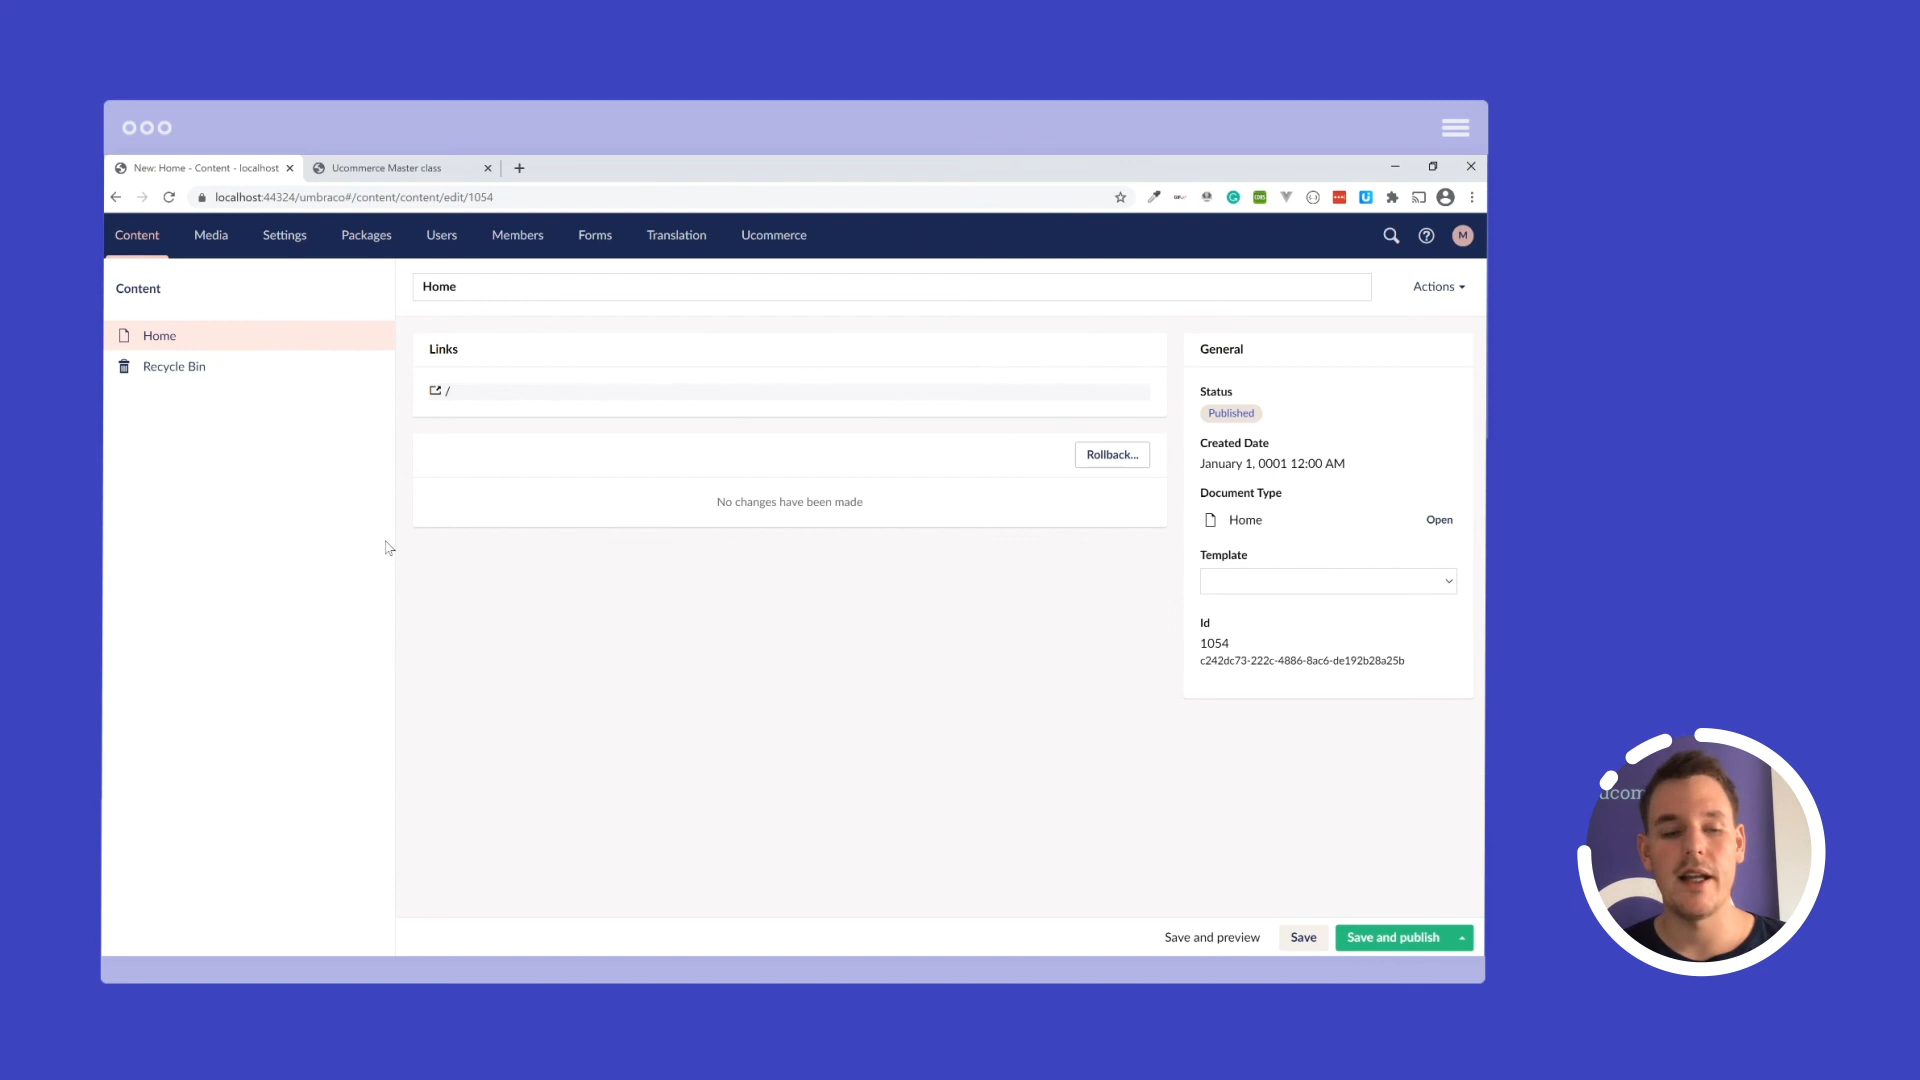 New: Home - Content - localhost
Ucommerce Master class
localhost:44324/umbraco#/content/content/edit/1054
Content Media Settings Packages Users Members Forms Translation Ucommerce
M
Content
Home
Actions
Home
Recycle Bin
Links
/
Rollback...
No changes have been made
General
Status
Published
Created Date
January 1, 0001 12:00 AM
Document Type
Home Open
Template
Id
1054
c242dc73-222c-4886-8ac6-de192b28a25b
Save and preview Save Save and publish
ucom